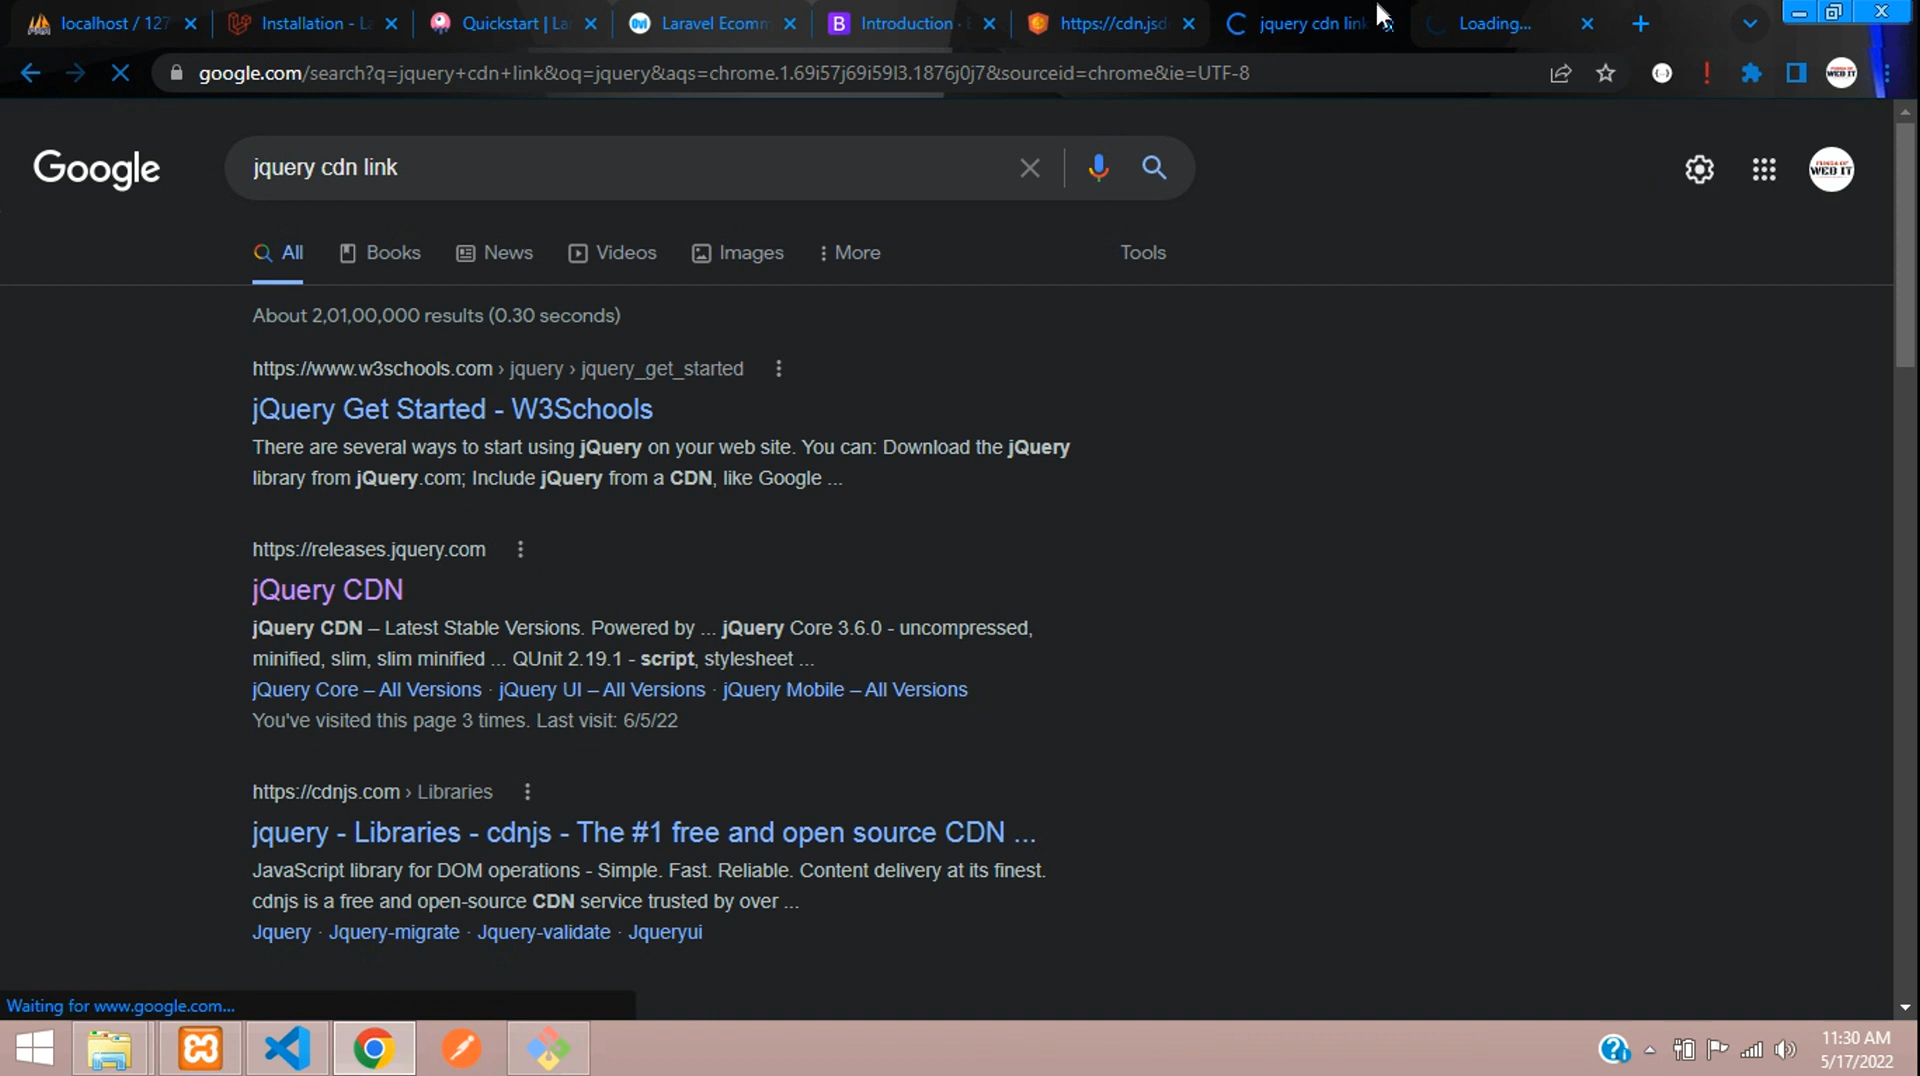 localhost / 127
Installation - La
Quickstart | La
Laravel Ecomm
Introduction · B
https://cdn.jsd
jquery cdn link
Loading...
google.com/search?q=jquery+cdn+link&oq=jquery&aqs=chrome.1.69i57j69i59l3.1876j0j7&sourceid=chrome&ie=UTF-8
Google
jquery cdn link
WEB IT
All
Books
News
Videos
Images
More
Tools
About 2,01,00,000 results (0.30 seconds)
https://www.w3schools.com › jquery › jquery_get_started
jQuery Get Started - W3Schools
There are several ways to start using jQuery on your web site. You can: Download the jQuery
library from jQuery.com; Include jQuery from a CDN, like Google ...
https://releases.jquery.com
jQuery CDN
jQuery CDN – Latest Stable Versions. Powered by ... jQuery Core 3.6.0 - uncompressed,
minified, slim, slim minified ... QUnit 2.19.1 - script, stylesheet ...
jQuery Core – All Versions · jQuery UI – All Versions · jQuery Mobile – All Versions
You've visited this page 3 times. Last visit: 6/5/22
https://cdnjs.com › Libraries
jquery - Libraries - cdnjs - The #1 free and open source CDN ...
JavaScript library for DOM operations - Simple. Fast. Reliable. Content delivery at its finest.
cdnjs is a free and open-source CDN service trusted by over ...
Jquery · Jquery-migrate · Jquery-validate · Jqueryui
Waiting for www.google.com...
11:30 AM
5/17/2022